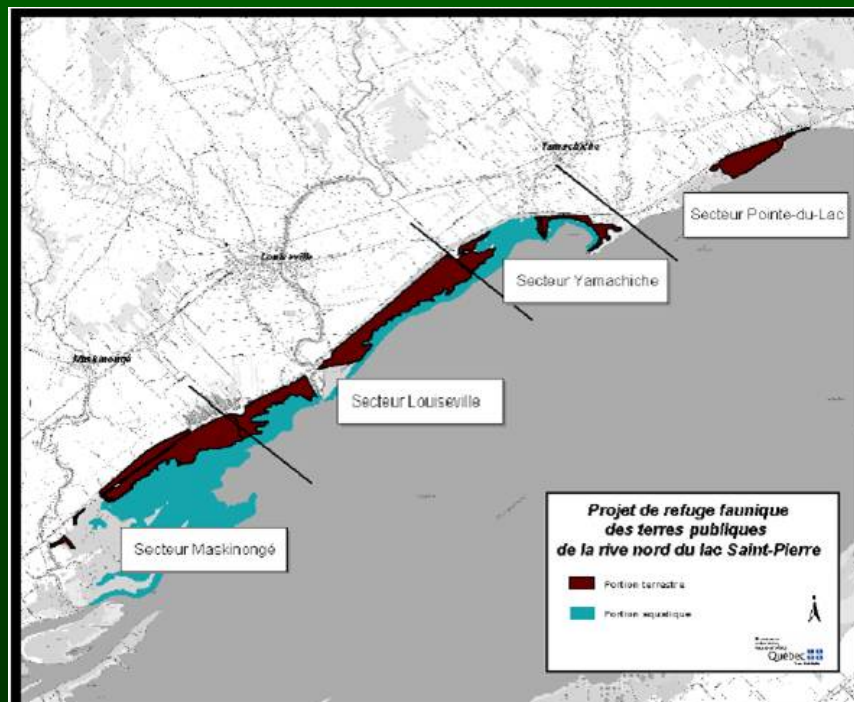 Yamachiche
Secteur Pointe-du-Lac
Louiseville
Secteur Yamachiche
Maskinongé
Secteur Louiseville
Secteur Maskinongé
Projet de refuge faunique
des terres publiques
de la rive nord du lac Saint-Pierre
Portion terrestre
Portion aquatique
Québec